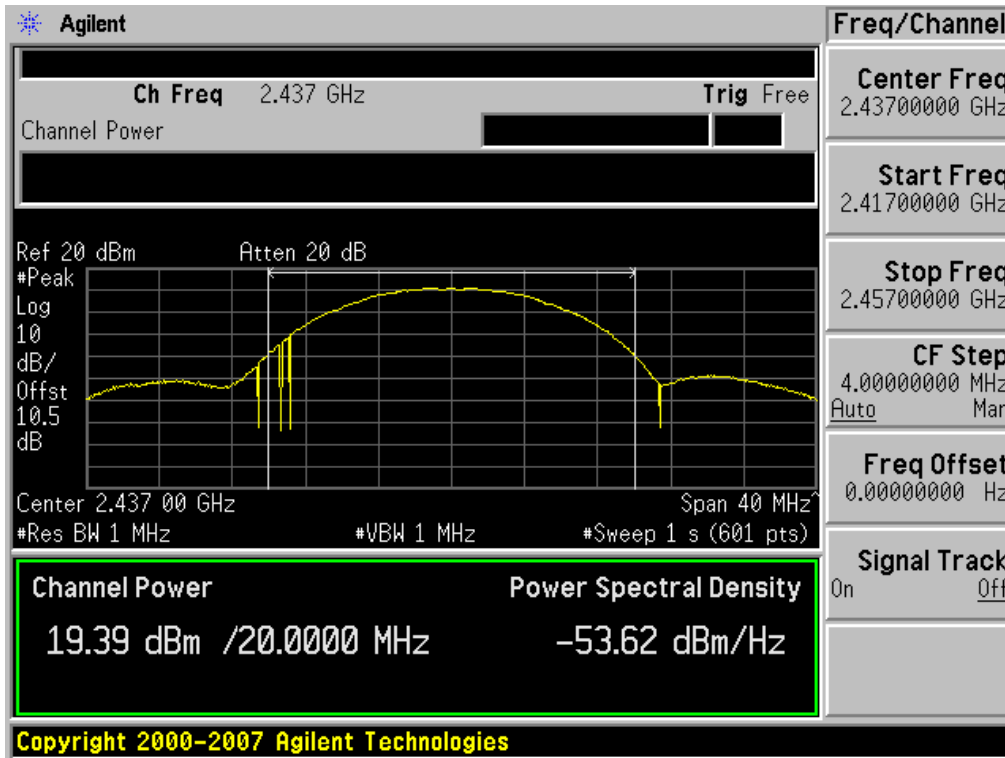 Agilent
Freq/Channel
Ch Freq 2.437 GHz Trig Free
Channel Power
Center Freq
2.43700000 GHz
Start Freq
2.41700000 GHz
Stop Freq
2.45700000 GHz
CF Step
4.00000000 MHz
Auto Man
Freq Offset
0.00000000 Hz
Signal Track
On Off
Ref 20 dBm Atten 20 dB
#Peak
Log
10
dB/
Offst
10.5
dB
Center 2.437 00 GHz Span 40 MHz^
#Res BW 1 MHz #VBW 1 MHz #Sweep 1 s (601 pts)
Channel Power Power Spectral Density
19.39 dBm /20.0000 MHz -53.62 dBm/Hz
Copyright 2000-2007 Agilent Technologies